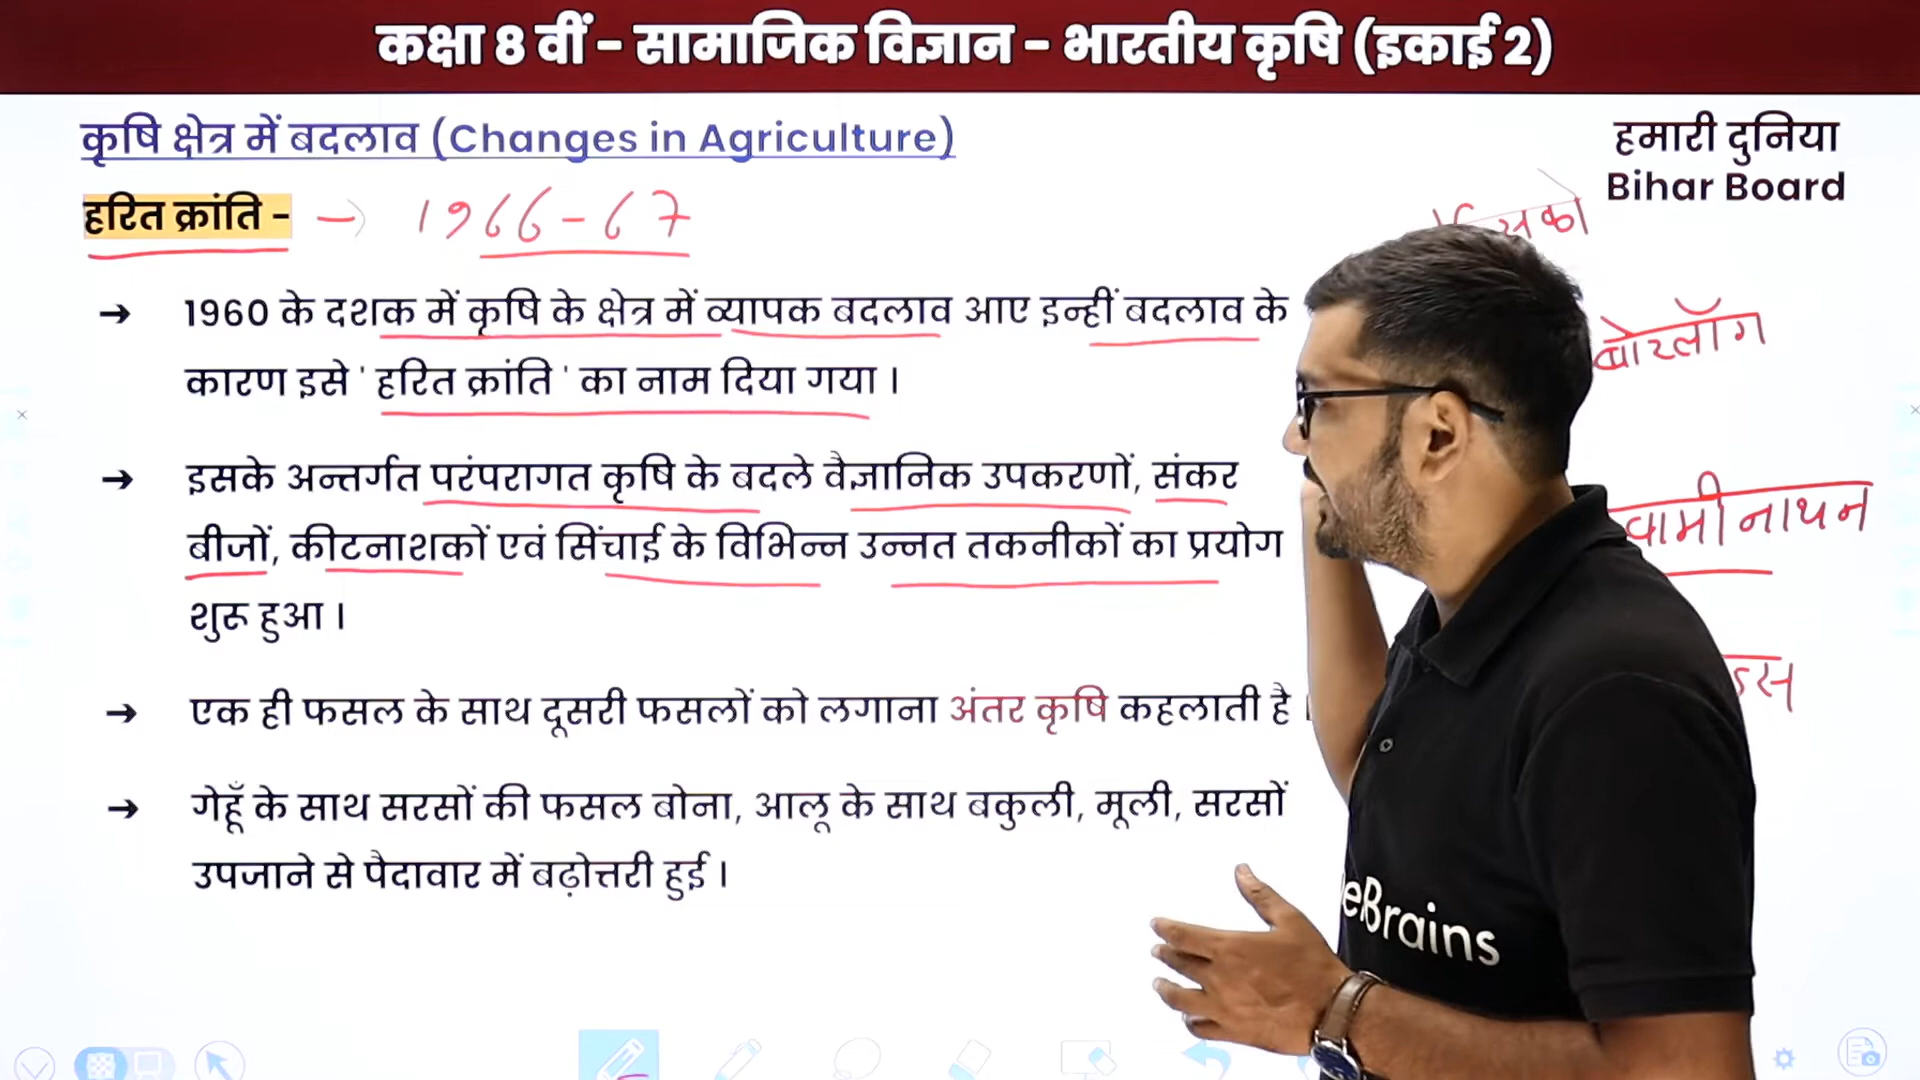 कक्षा 8 वीं - सामाजिक विज्ञान - भारतीय कृषि (इकाई 2)
कृषि क्षेत्र में बदलाव (Changes in Agriculture)
हमारी दुनिया
Bihar Board
हरित क्रांति - → 1966-67
→ 1960 के दशक में कृषि के क्षेत्र में व्यापक बदलाव आए इन्हीं बदलाव के
कारण इसे ' हरित क्रांति ' का नाम दिया गया ।
बोरलॉग
→ इसके अन्तर्गत परंपरागत कृषि के बदले वैज्ञानिक उपकरणों, संकर
बीजों, कीटनाशकों एवं सिंचाई के विभिन्न उन्नत तकनीकों का प्रयोग
शुरू हुआ ।
→ एक ही फसल के साथ दूसरी फसलों को लगाना अंतर कृषि कहलाती है ।
→ गेहूँ के साथ सरसों की फसल बोना, आलू के साथ बकुली, मूली, सरसों
उपजाने से पैदावार में बढ़ोत्तरी हुई ।
eBrains